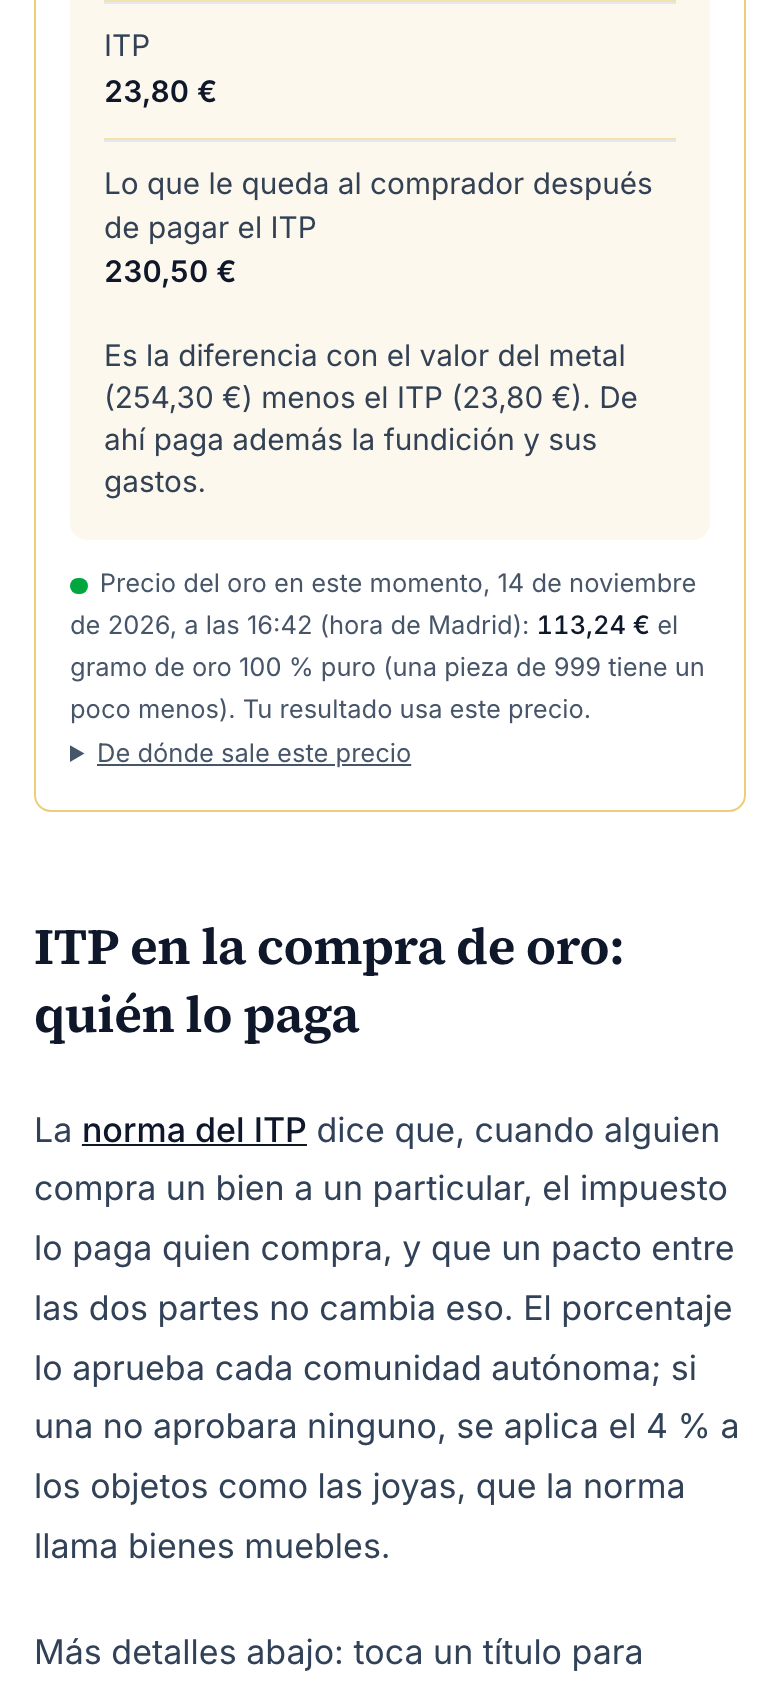 ITP
23,80 €
Lo que le queda al comprador después
de pagar el ITP
230,50 €
Es la diferencia con el valor del metal
(254,30 €) menos el ITP (23,80 €). De
ahí paga además la fundición y sus
gastos.
Precio del oro en este momento, 14 de noviembre
de 2026, a las 16:42 (hora de Madrid): 113,24 € el
gramo de oro 100 % puro (una pieza de 999 tiene un
poco menos). Tu resultado usa este precio.
De dónde sale este precio
ITP en la compra de oro:
quién lo paga
La norma del ITP dice que, cuando alguien
compra un bien a un particular, el impuesto
lo paga quien compra, y que un pacto entre
las dos partes no cambia eso. El porcentaje
lo aprueba cada comunidad autónoma; si
una no aprobara ninguno, se aplica el 4 % a
los objetos como las joyas, que la norma
llama bienes muebles.
Más detalles abajo: toca un título para